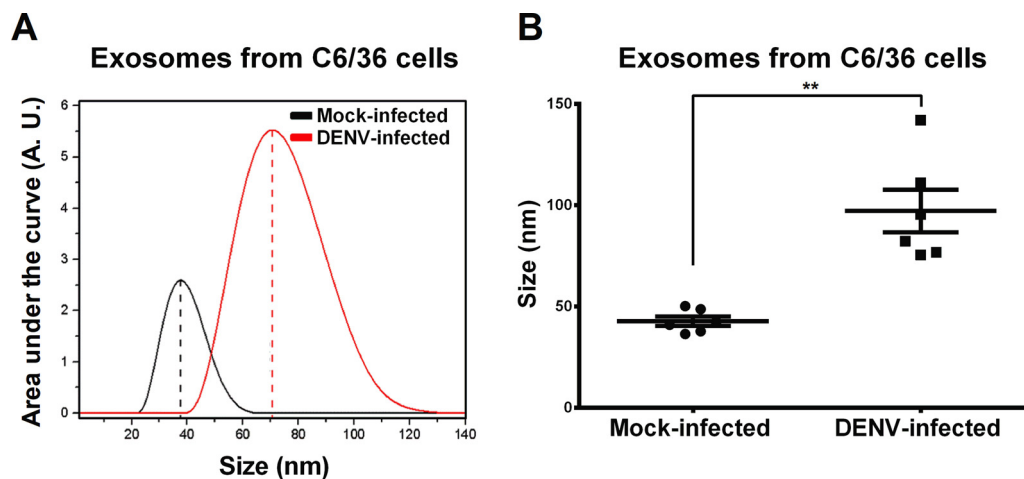 A
Exosomes from C6/36 cells
Area under the curve (A. U.)
6
5
4
3
2
1
0
Mock-infected
DENV-infected
20
40
60
80
100
120
140
Size (nm)
B
Exosomes from C6/36 cells
**
Size (nm)
150
100
50
0
Mock-infected
DENV-infected